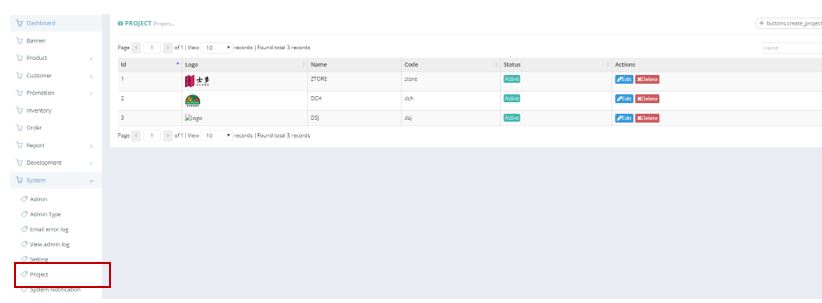 Dashboard
Banner
Product
Customer
Promotion
Inventory
Order
Report
Development
System
Admin
Admin Type
Email error log
View admin log
Setting
Project
System Notification
PROJECT Project...
+ buttons.create_project
Page < 1 > of 1 | View 10 records | Found total 3 records
none
Id Logo Name Code Status Actions
1 士多 ZTORE ztore Active Edit Delete
2 DCH dch Active Edit Delete
3 logo DSJ dsj Active Edit Delete
Page < 1 > of 1 | View 10 records | Found total 3 records